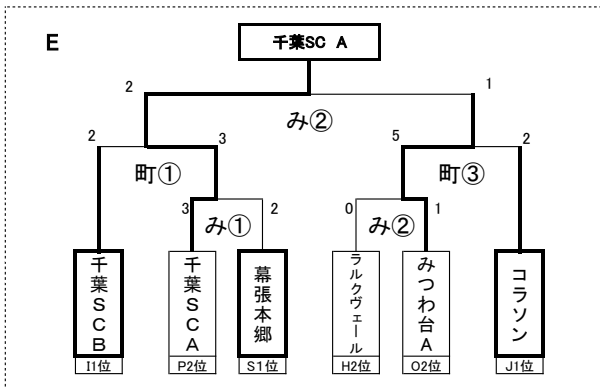 E
千葉SC A
2
1
み②
2
3
5
2
町①
町③
3
2
0
1
み①
み②
千葉SCB
千葉SCA
幕張本郷
ラルクヴェール
みつわ台A
コラソン
I1位
P2位
S1位
H2位
O2位
J1位